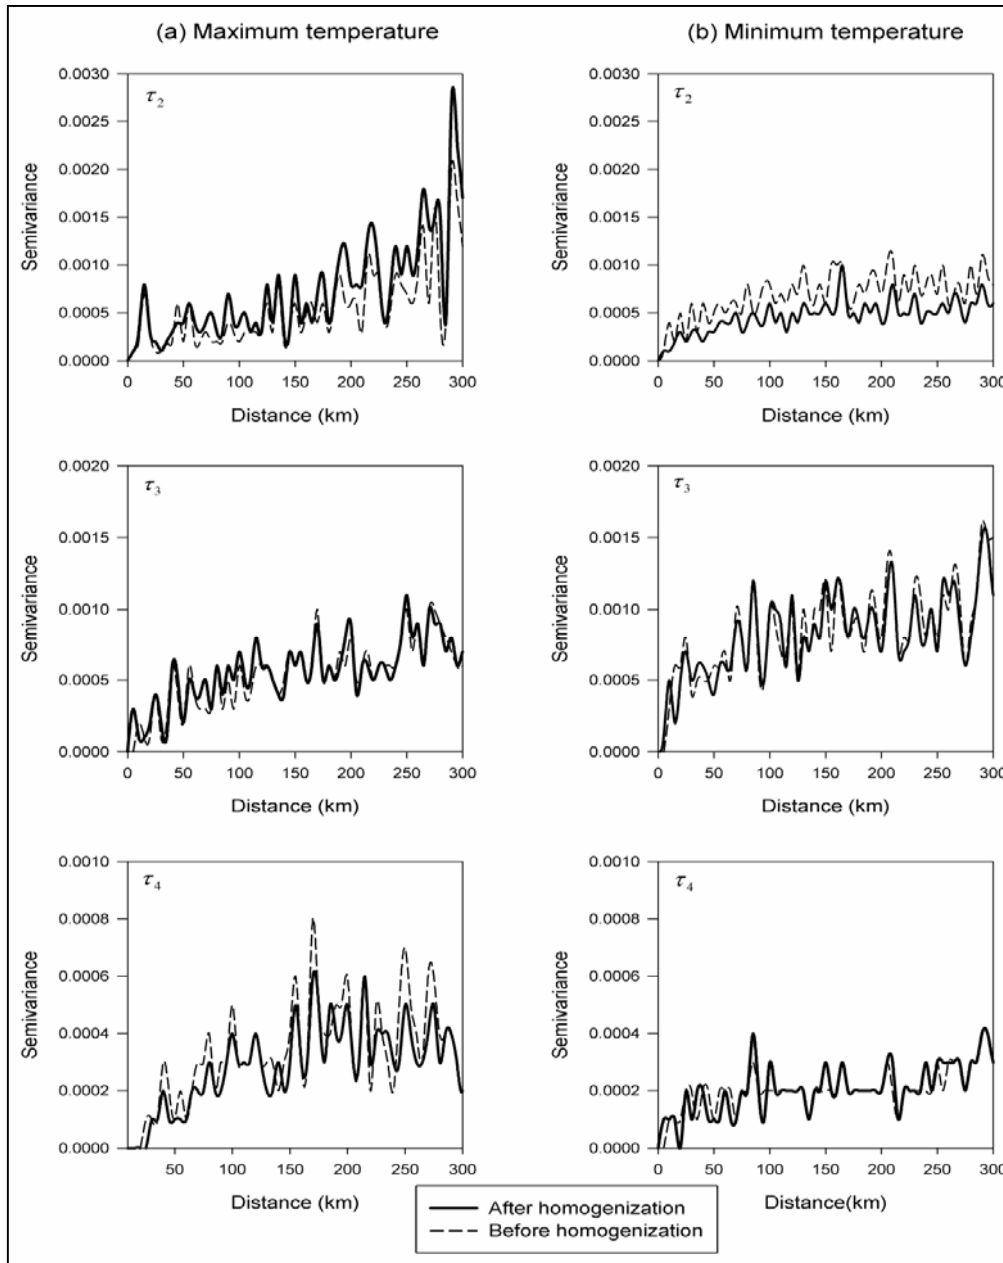 (a) Maximum temperature
(b) Minimum temperature
τ2
Semivariance
0.0030
0.0025
0.0020
0.0015
0.0010
0.0005
0.0000
0 50 100 150 200 250 300
Distance (km)
τ2
Semivariance
0.0030
0.0025
0.0020
0.0015
0.0010
0.0005
0.0000
0 50 100 150 200 250 300
Distance (km)
τ3
Semivariance
0.0020
0.0015
0.0010
0.0005
0.0000
0 50 100 150 200 250 300
Distance (km)
τ3
Semivariance
0.0020
0.0015
0.0010
0.0005
0.0000
0 50 100 150 200 250 300
Distance (km)
τ4
Semivariance
0.0010
0.0008
0.0006
0.0004
0.0002
0.0000
50 100 150 200 250 300
Distance (km)
τ4
Semivariance
0.0010
0.0008
0.0006
0.0004
0.0002
0.0000
0 50 100 150 200 250 300
Distance(km)
After homogenization
Before homogenization